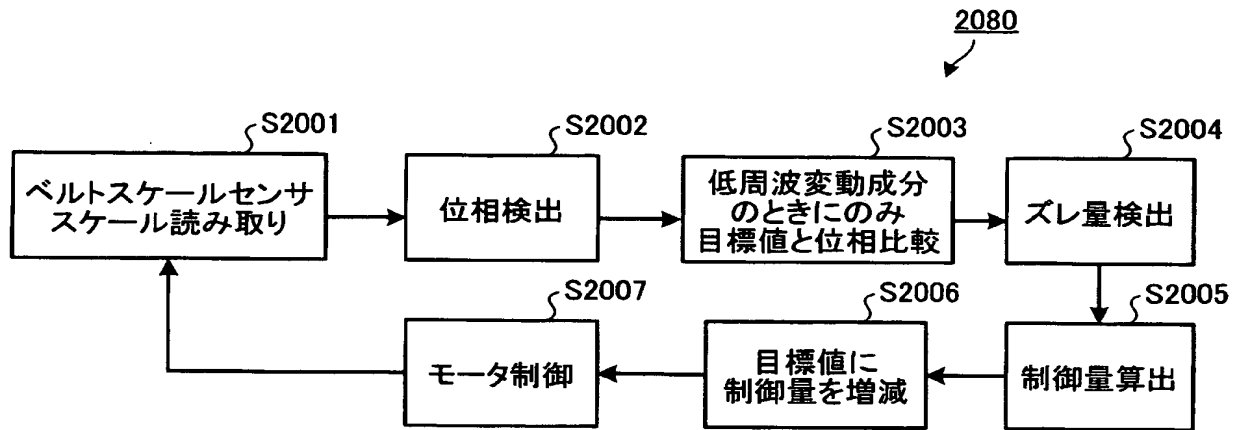 2080
S2001
ベルトスケールセンサ
スケール読み取り
S2002
位相検出
S2003
低周波変動成分
のときにのみ
目標値と位相比較
S2004
ズレ量検出
S2005
制御量算出
S2006
目標値に
制御量を増減
S2007
モータ制御